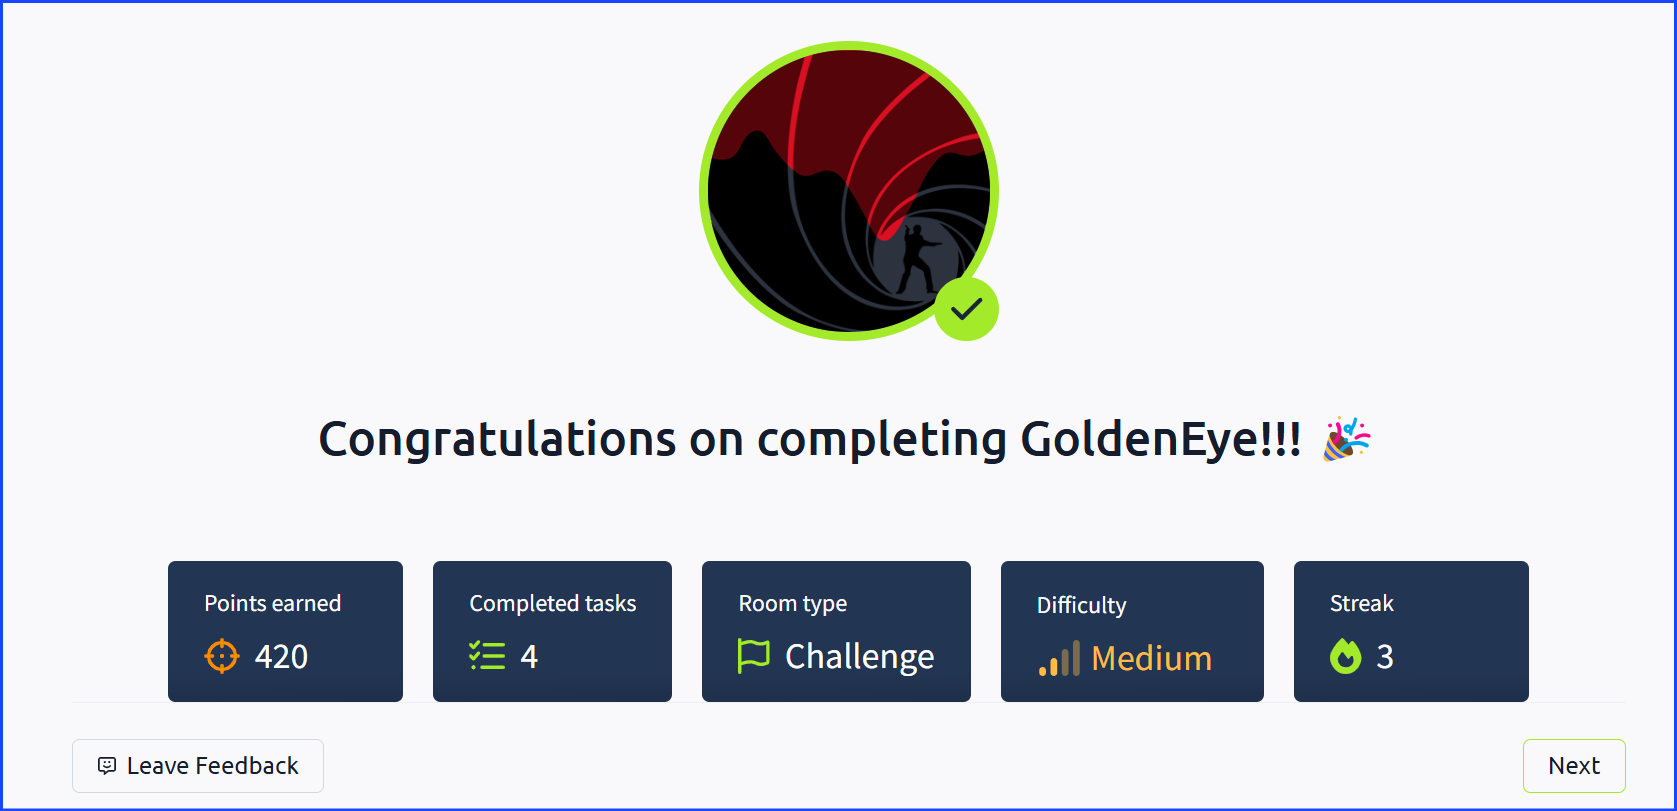 Congratulations on completing GoldenEye!!! 🎉
Points earned
420
Completed tasks
4
Room type
Challenge
Difficulty
Medium
Streak
3
Leave Feedback
Next